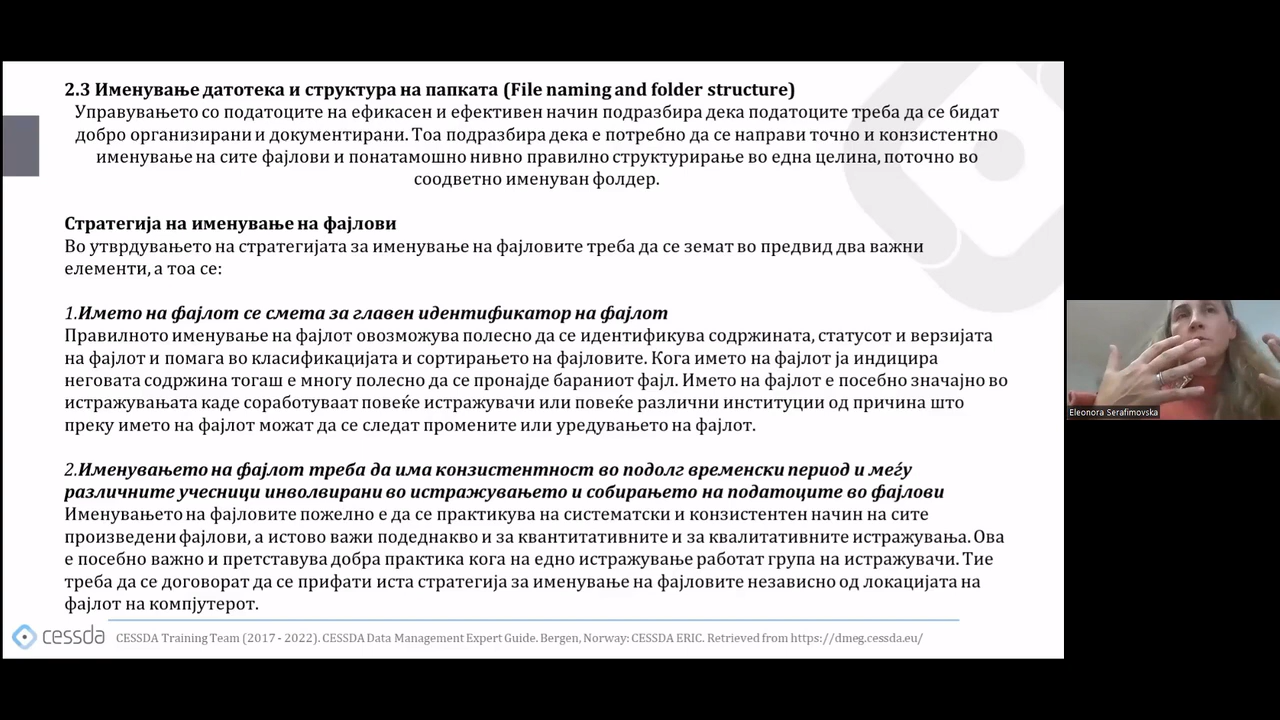 2.3 Именување датотека и структура на папката (File naming and folder structure)
Управувањето со податоците на ефикасен и ефективен начин подразбира дека податоците треба да се бидат
добро организирани и документирани. Тоа подразбира дека е потребно да се направи точно и конзистентно
именување на сите фајлови и понатамошно нивно правилно структурирање во една целина, поточно во
соодветно именуван фолдер.
Стратегија на именување на фајлови
Во утврдувањето на стратегијата за именување на фајловите треба да се земат во предвид два важни
елементи, а тоа се:
1.Името на фајлот се смета за главен идентификатор на фајлот
Правилното именување на фајлот овозможува полесно да се идентификува содржината, статусот и верзијата
на фајлот и помага во класификацијата и сортирањето на фајловите. Кога името на фајлот ја индицира
неговата содржина тогаш е многу полесно да се пронајде бараниот фајл. Името на фајлот е посебно значајно во
истражувањата каде соработуваат повеќе истражувачи или повеќе различни институции од причина што
преку името на фајлот можат да се следат промените или уредувањето на фајлот.
2.Именувањето на фајлот треба да има конзистентност во подолг временски период и меѓу
различните учесници инволвирани во истражувањето и собирањето на податоците во фајлови
Именувањето на фајловите пожелно е да се практикува на систематски и конзистентен начин на сите
произведени фајлови, а истово важи подеднакво и за квантитативните и за квалитативните истражувања. Ова
е посебно важно и претставува добра практика кога на едно истражување работат група на истражувачи. Тие
треба да се договорат да се прифати иста стратегија за именување на фајловите независно од локацијата на
фајлот на компјутерот.
cessda CESSDA Training Team (2017 - 2022). CESSDA Data Management Expert Guide. Bergen, Norway: CESSDA ERIC. Retrieved from https://dmeg.cessda.eu/
Eleonora Serafimovska